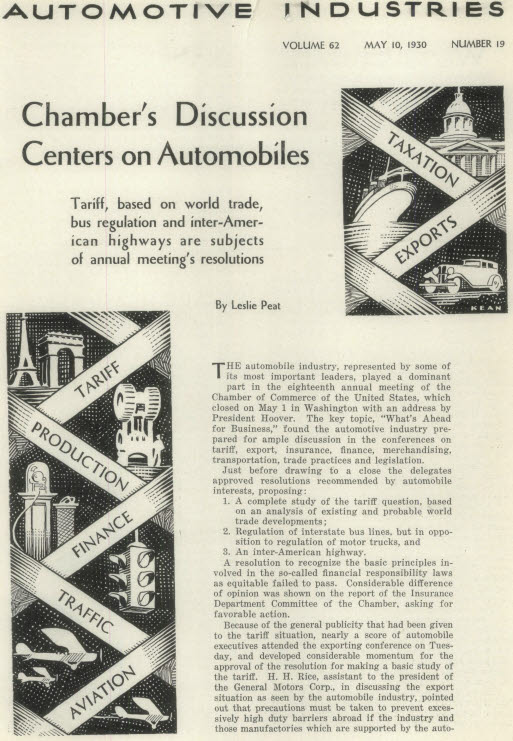 AUTOMOTIVE INDUSTRIES
VOLUME 62 MAY 10, 1930 NUMBER 19
Chamber's Discussion
Centers on Automobiles
Tariff, based on world trade,
bus regulation and inter-Amer-
ican highways are subjects
of annual meeting's resolutions
By Leslie Peat
TAXATION
EXPORTS
KEAN
TARIFF
PRODUCTION
FINANCE
TRAFFIC
AVIATION
THE automobile industry, represented by some of
its most important leaders, played a dominant
part in the eighteenth annual meeting of the
Chamber of Commerce of the United States, which
closed on May 1 in Washington with an address by
President Hoover. The key topic, "What's Ahead
for Business," found the automotive industry pre-
pared for ample discussion in the conferences on
tariff, export, insurance, finance, merchandising,
transportation, trade practices and legislation.
Just before drawing to a close the delegates
approved resolutions recommended by automobile
interests, proposing:
1. A complete study of the tariff question, based
on an analysis of existing and probable world
trade developments;
2. Regulation of interstate bus lines, but in oppo-
sition to regulation of motor trucks, and
3. An inter-American highway.
A resolution to recognize the basic principles in-
volved in the so-called financial responsibility laws
as equitable failed to pass. Considerable difference
of opinion was shown on the report of the Insurance
Department Committee of the Chamber, asking for
favorable action.
Because of the general publicity that had been given
to the tariff situation, nearly a score of automobile
executives attended the exporting conference on Tues-
day, and developed considerable momentum for the
approval of the resolution for making a basic study of
the tariff. H. H. Rice, assistant to the president of
the General Motors Corp., in discussing the export
situation as seen by the automobile industry, pointed
out that precautions must be taken to prevent exces-
sively high duty barriers abroad if the industry and
those manufactories which are supported by the auto-